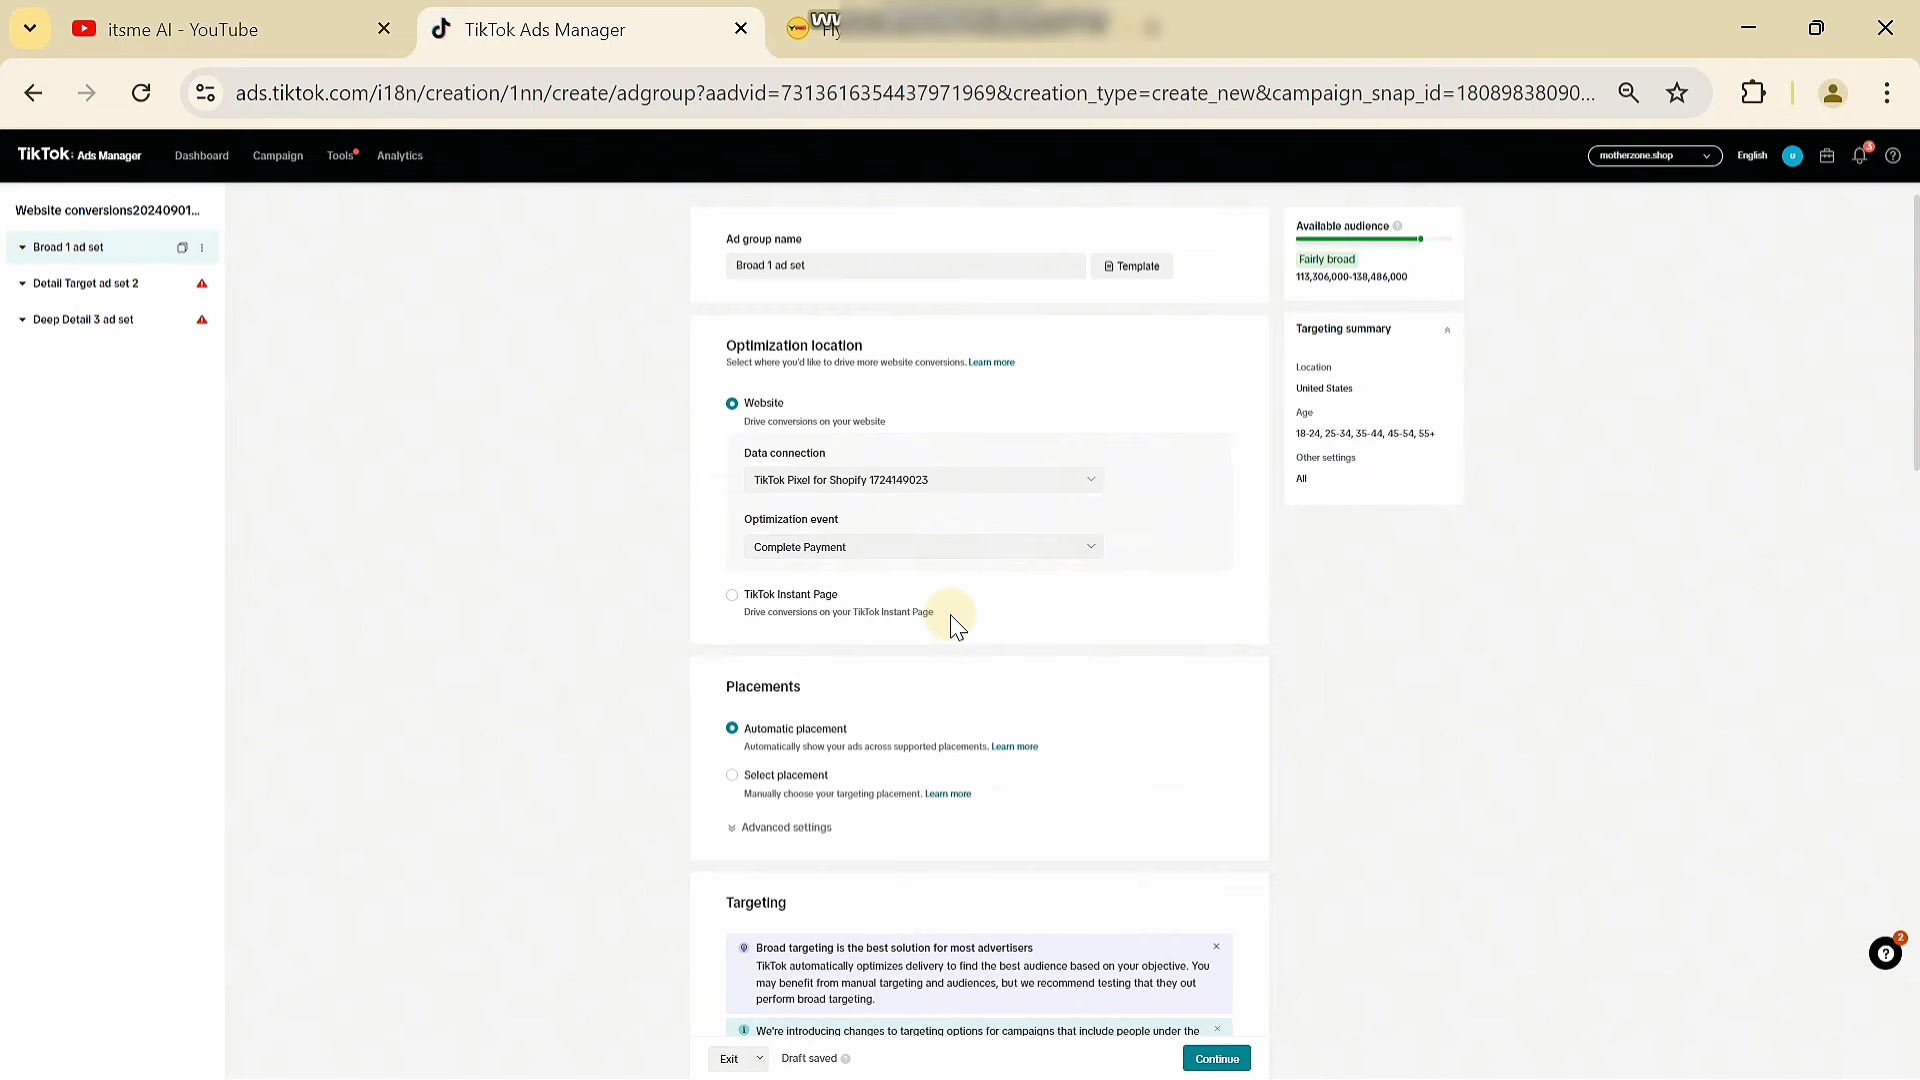 itsme AI - YouTube
TikTok Ads Manager
ads.tiktok.com/i18n/creation/1nn/create/adgroup?aadvid=7313616354437971969&creation_type=create_new&campaign_snap_id=18089838090...
TikTok: Ads Manager
Dashboard
Campaign
Tools
Analytics
motherzone.shop
English
U
3
Website conversions20240901...
Broad 1 ad set
Detail Target ad set 2
Deep Detail 3 ad set
Ad group name
Broad 1 ad set
Template
Optimization location
Select where you'd like to drive more website conversions. Learn more
Website
Drive conversions on your website
Data connection
TikTok Pixel for Shopify 1724149023
Optimization event
Complete Payment
TikTok Instant Page
Drive conversions on your TikTok Instant Page
Placements
Automatic placement
Automatically show your ads across supported placements. Learn more
Select placement
Manually choose your targeting placement. Learn more
Advanced settings
Targeting
Broad targeting is the best solution for most advertisers
TikTok automatically optimizes delivery to find the best audience based on your objective. You
may benefit from manual targeting and audiences, but we recommend testing that they out
perform broad targeting.
We're introducing changes to targeting options for campaigns that include people under the
Exit
Draft saved
Continue
Available audience
Fairly broad
113,306,000-138,486,000
Targeting summary
Location
United States
Age
18-24, 25-34, 35-44, 45-54, 55+
Other settings
All
2